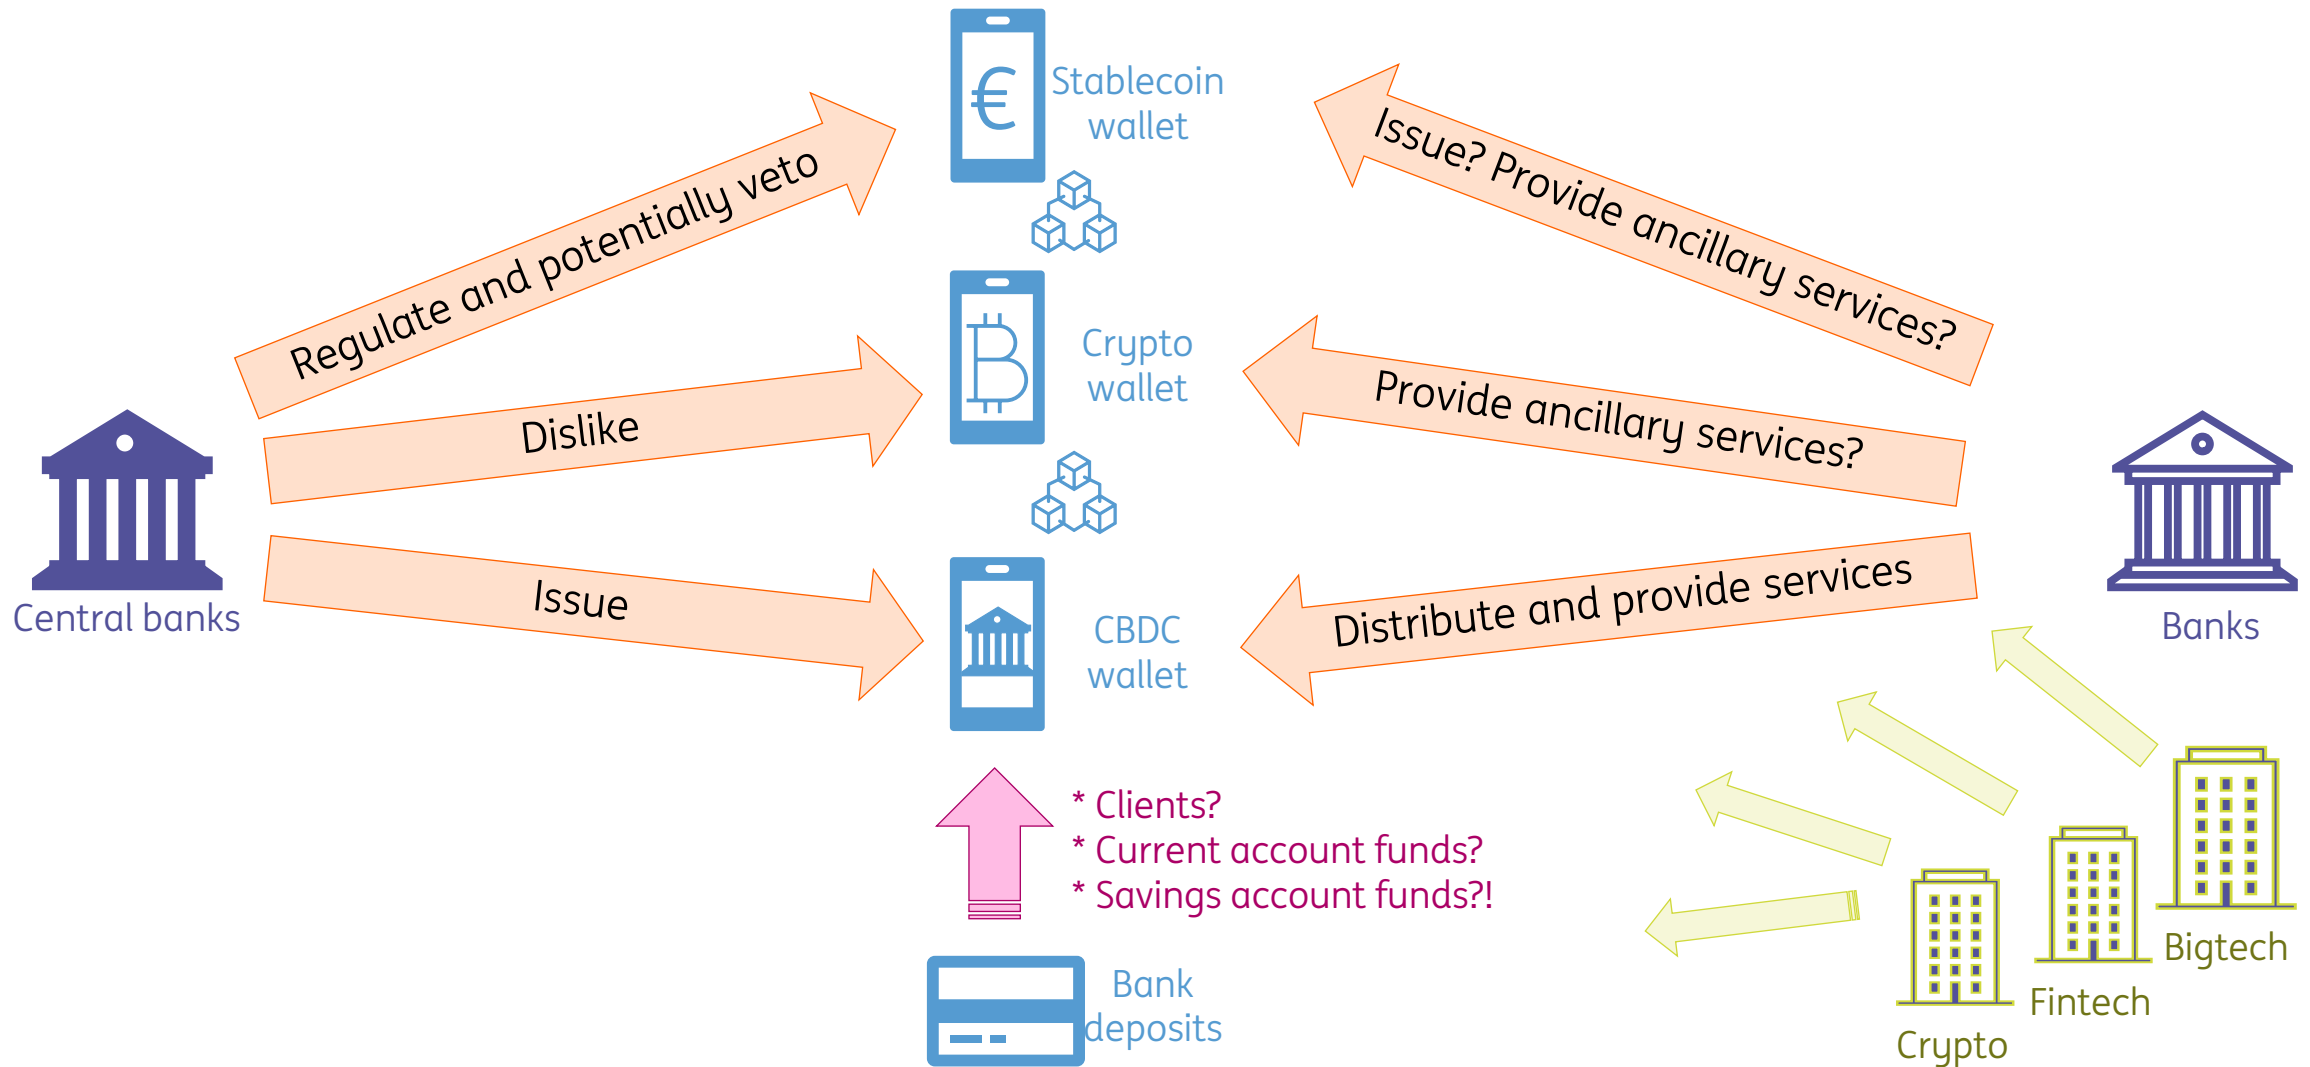 €
Stablecoin
wallet
Regulate and potentially veto
Issue? Provide ancillary services?
Crypto
wallet
Dislike
Provide ancillary services?
Central banks
Issue
CBDC
wallet
Distribute and provide services
Banks
* Clients?
* Current account funds?
* Savings account funds?!
Bank
deposits
Bigtech
Fintech
Crypto